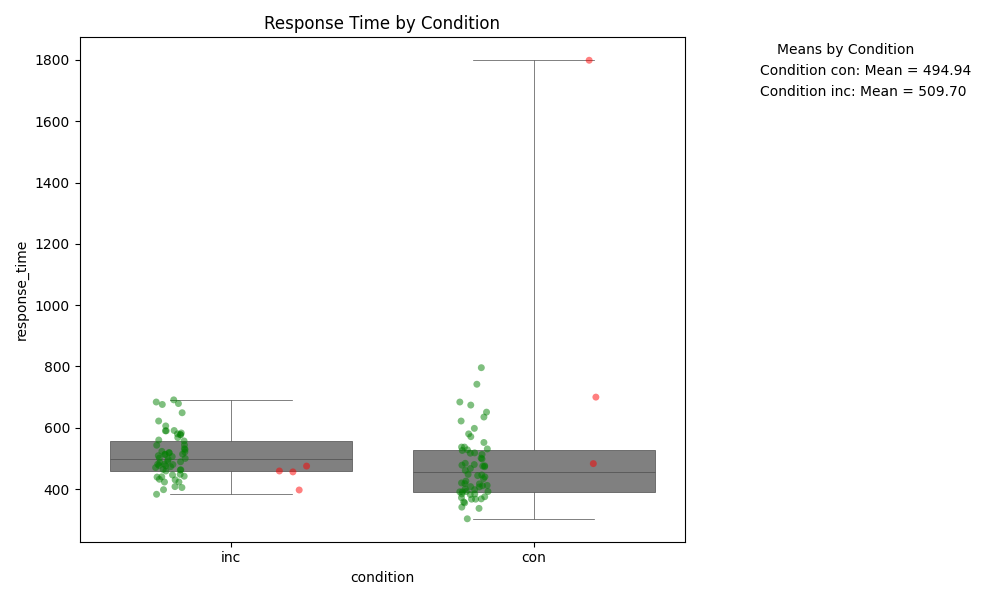 Response Time by Condition
Means by Condition
Condition con: Mean = 494.94
Condition inc: Mean = 509.70
response_time
1800
1600
1400
1200
1000
800
600
400
inc
con
condition